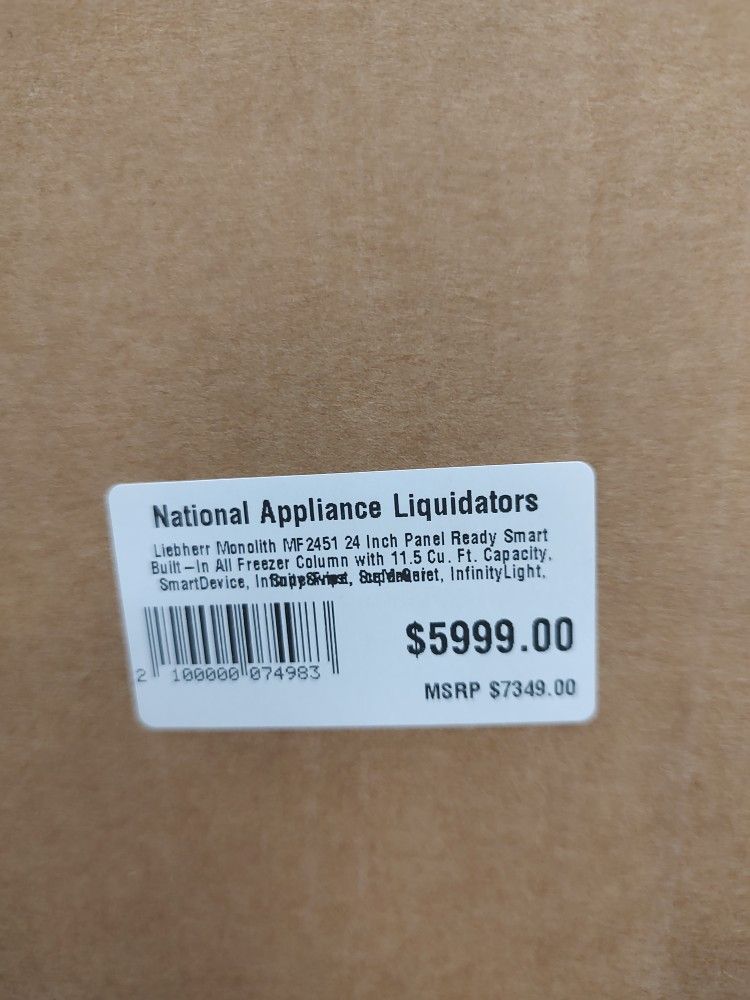 National Appliance Liquidators
Liebherr Monolith MF2451 24 Inch Panel Ready Smart
Built-In All Freezer Column with 11.5 Cu. Ft. Capacity,
SmartDevice, InfinityLight,
$5999.00
2 100000 074983
MSRP $7349.00